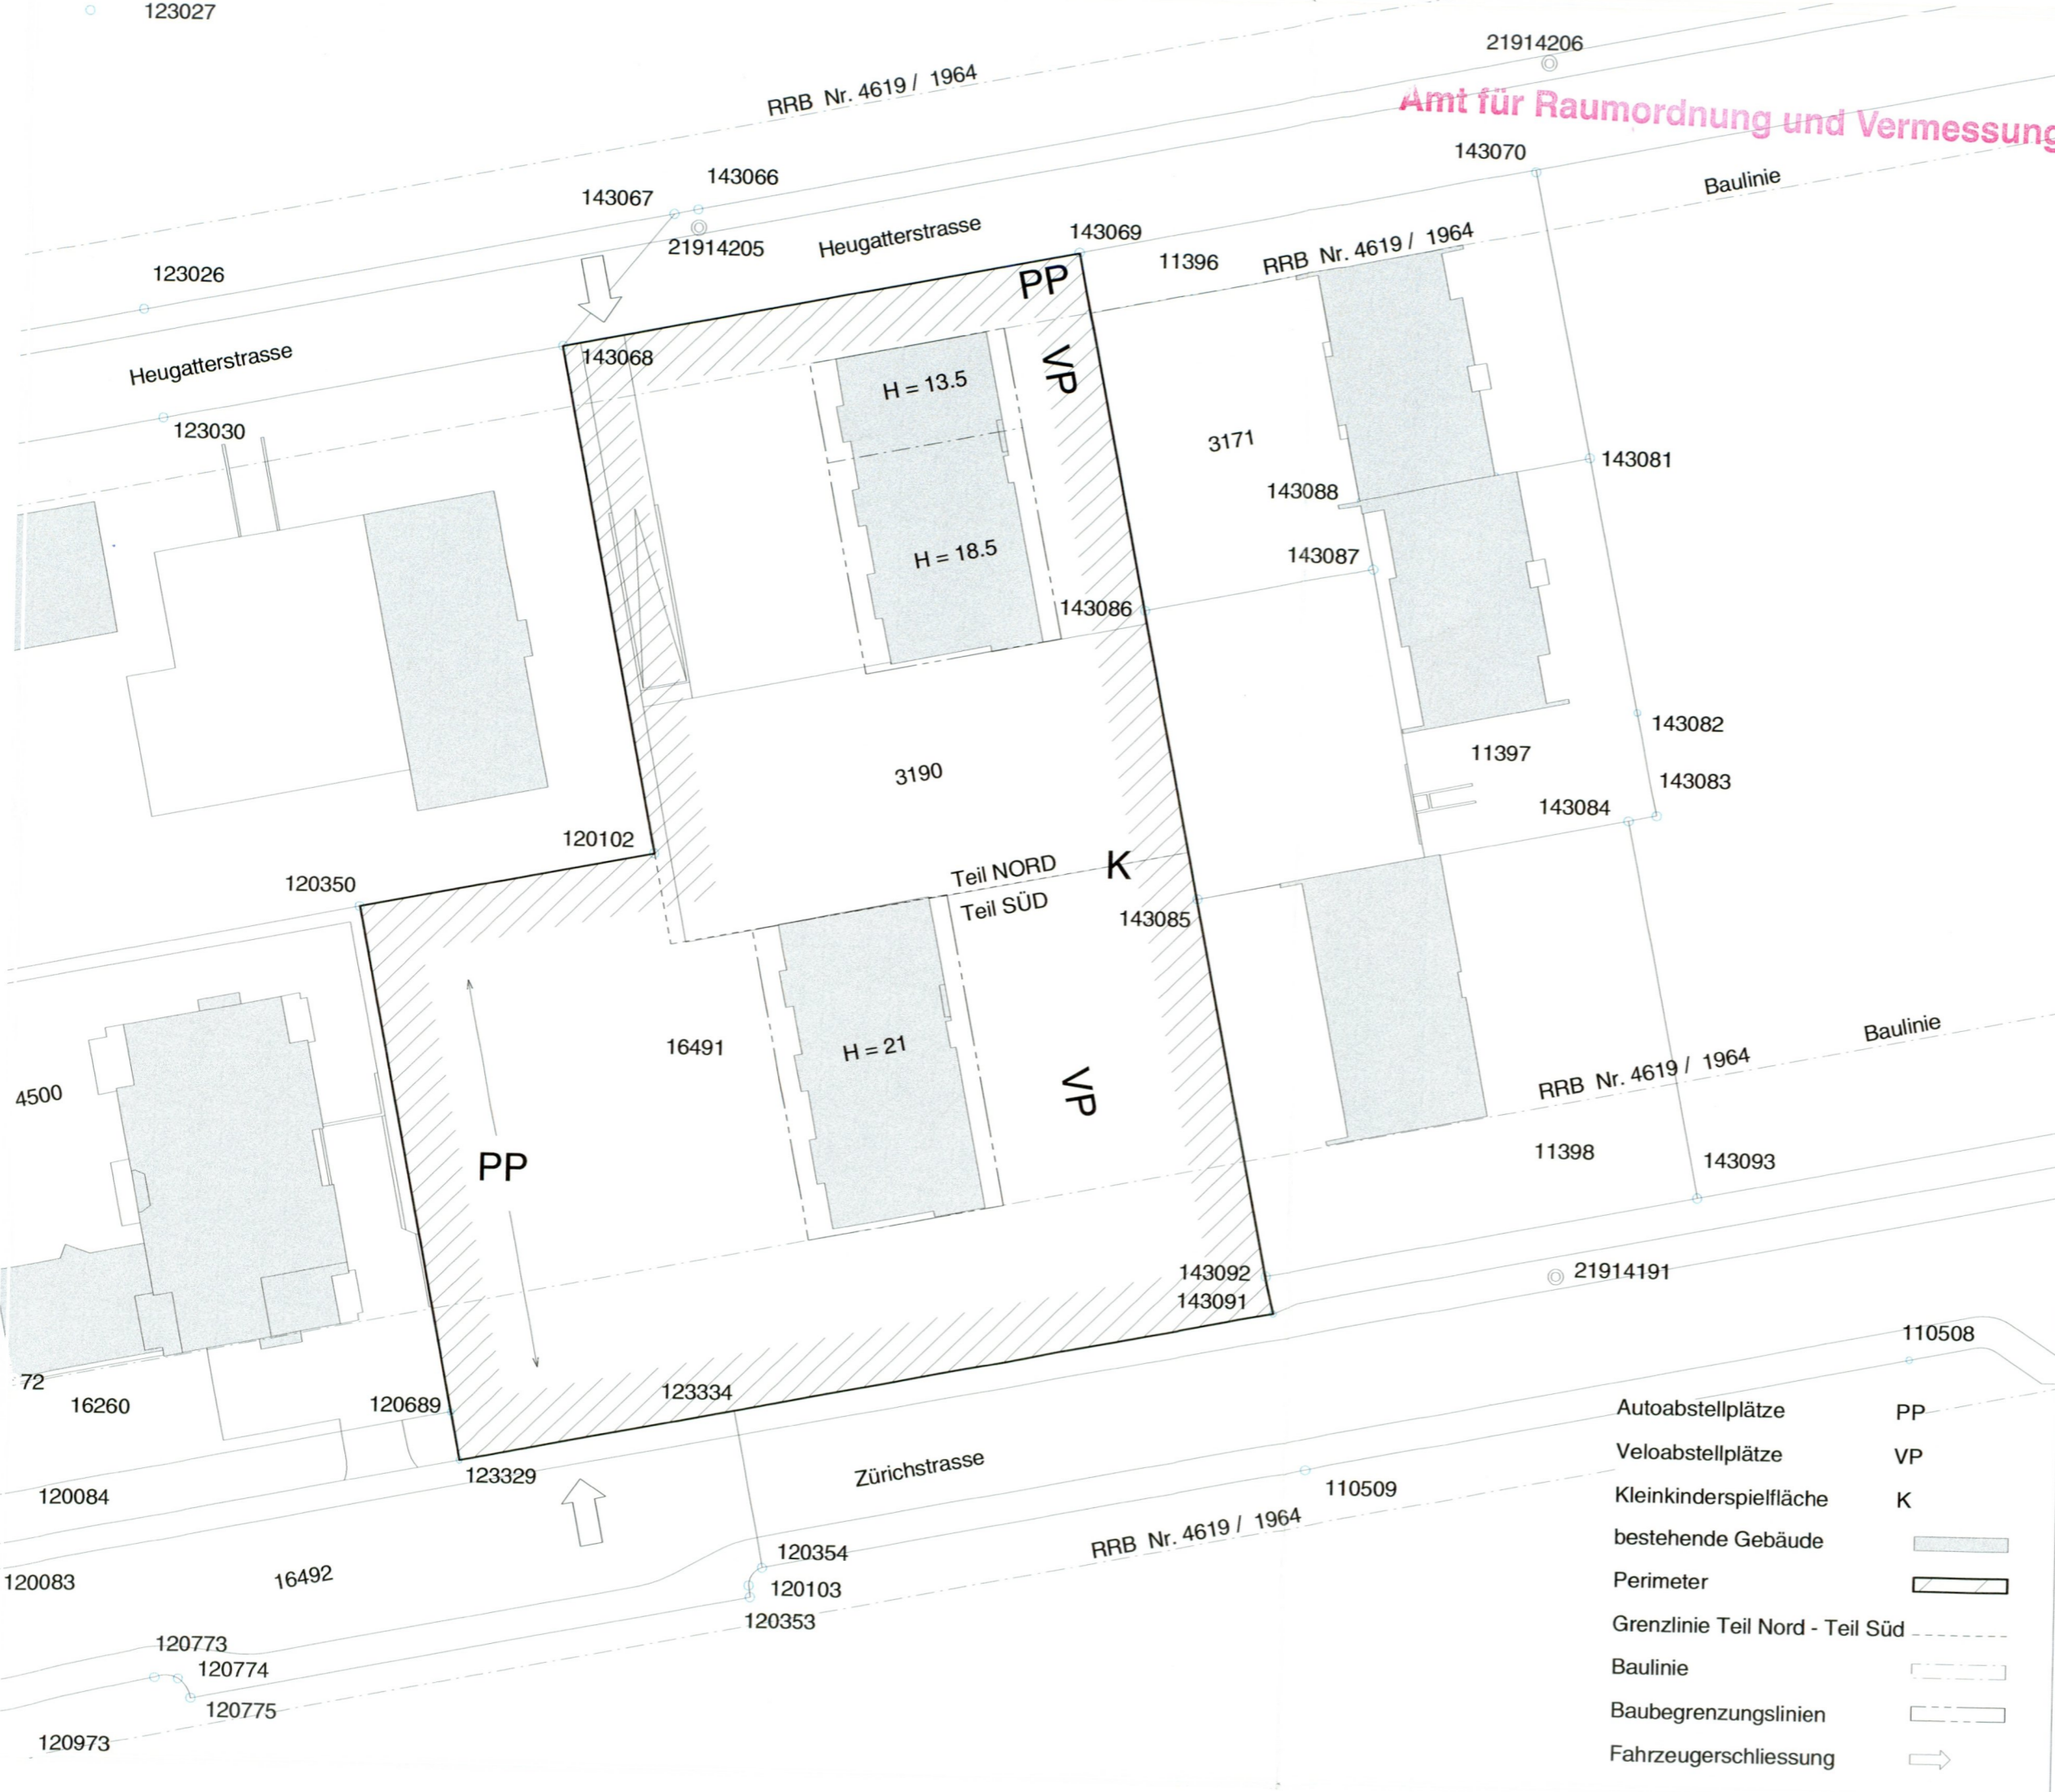 123027
21914206
RRB Nr. 4619 / 1964
Amt für Raumordnung und Vermessung
143070
143066
143067
Baulinie
21914205
Heugatterstrasse
143069
11396
RRB Nr. 4619 / 1964
123026
PP
143068
Heugatterstrasse
VP
H = 13.5
123030
3171
143081
143088
H = 18.5
143087
143086
143082
11397
3190
143083
143084
120102
Teil NORD
K
120350
Teil SÜD
143085
Baulinie
16491
H = 21
RRB Nr. 4619 / 1964
4500
VP
PP
11398
143093
143092
21914191
143091
110508
72
123334
16260
120689
Autoabstellplätze PP
Veloabstellplätze VP
Zürichstrasse
123329
110509
Kleinkinderspielfläche K
120084
RRB Nr. 4619 / 1964
bestehende Gebäude
120354
120083
16492
120103
Perimeter
120353
Grenzlinie Teil Nord - Teil Süd
120773
120774
Baulinie
120775
Baubegrenzungslinien
120973
Fahrzeugerschliessung